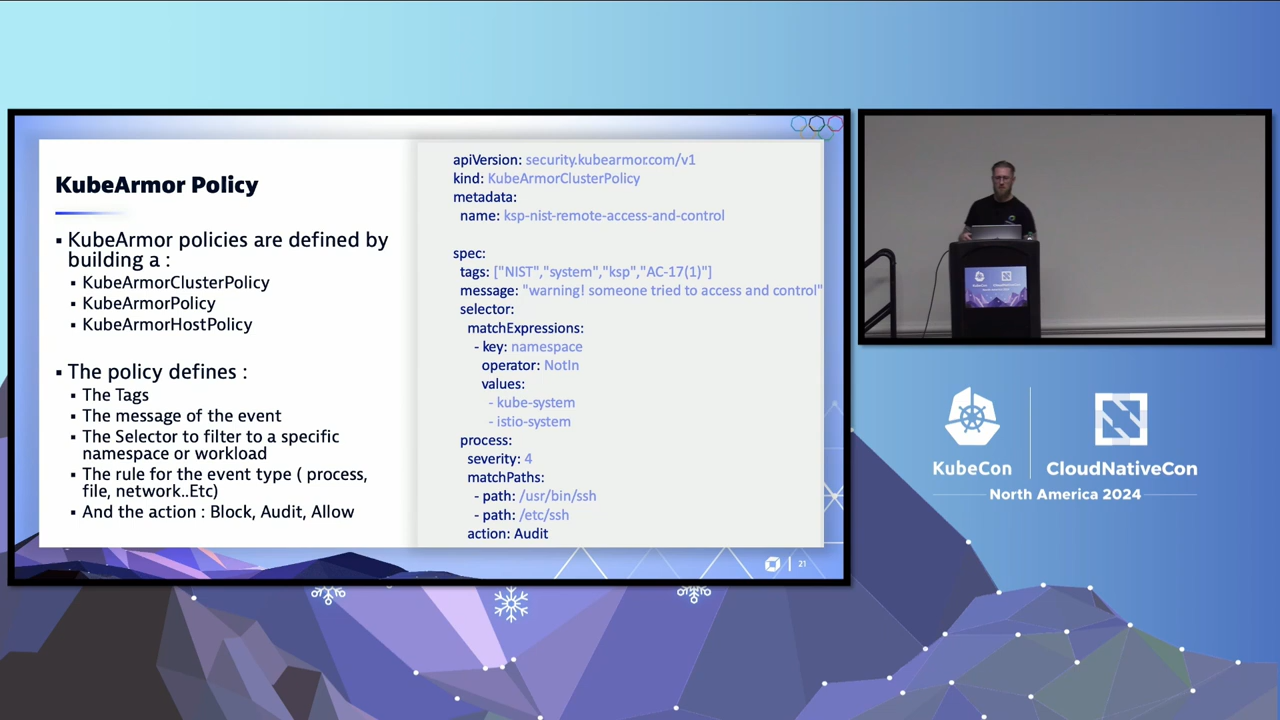 KubeArmor Policy
▪ KubeArmor policies are defined by
building a :
▪ KubeArmorClusterPolicy
▪ KubeArmorPolicy
▪ KubeArmorHostPolicy
▪ The policy defines :
▪ The Tags
▪ The message of the event
▪ The Selector to filter to a specific
namespace or workload
▪ The rule for the event type ( process,
file, network..Etc)
▪ And the action : Block, Audit, Allow
apiVersion: security.kubearmor.com/v1
kind: KubeArmorClusterPolicy
metadata:
name: ksp-nist-remote-access-and-control
spec:
tags: ["NIST","system","ksp","AC-17(1)"]
message: "warning! someone tried to access and control"
selector:
matchExpressions:
- key: namespace
operator: NotIn
values:
- kube-system
- istio-system
process:
severity: 4
matchPaths:
- path: /usr/bin/ssh
- path: /etc/ssh
action: Audit
21
KubeCon
CloudNativeCon
North America 2024